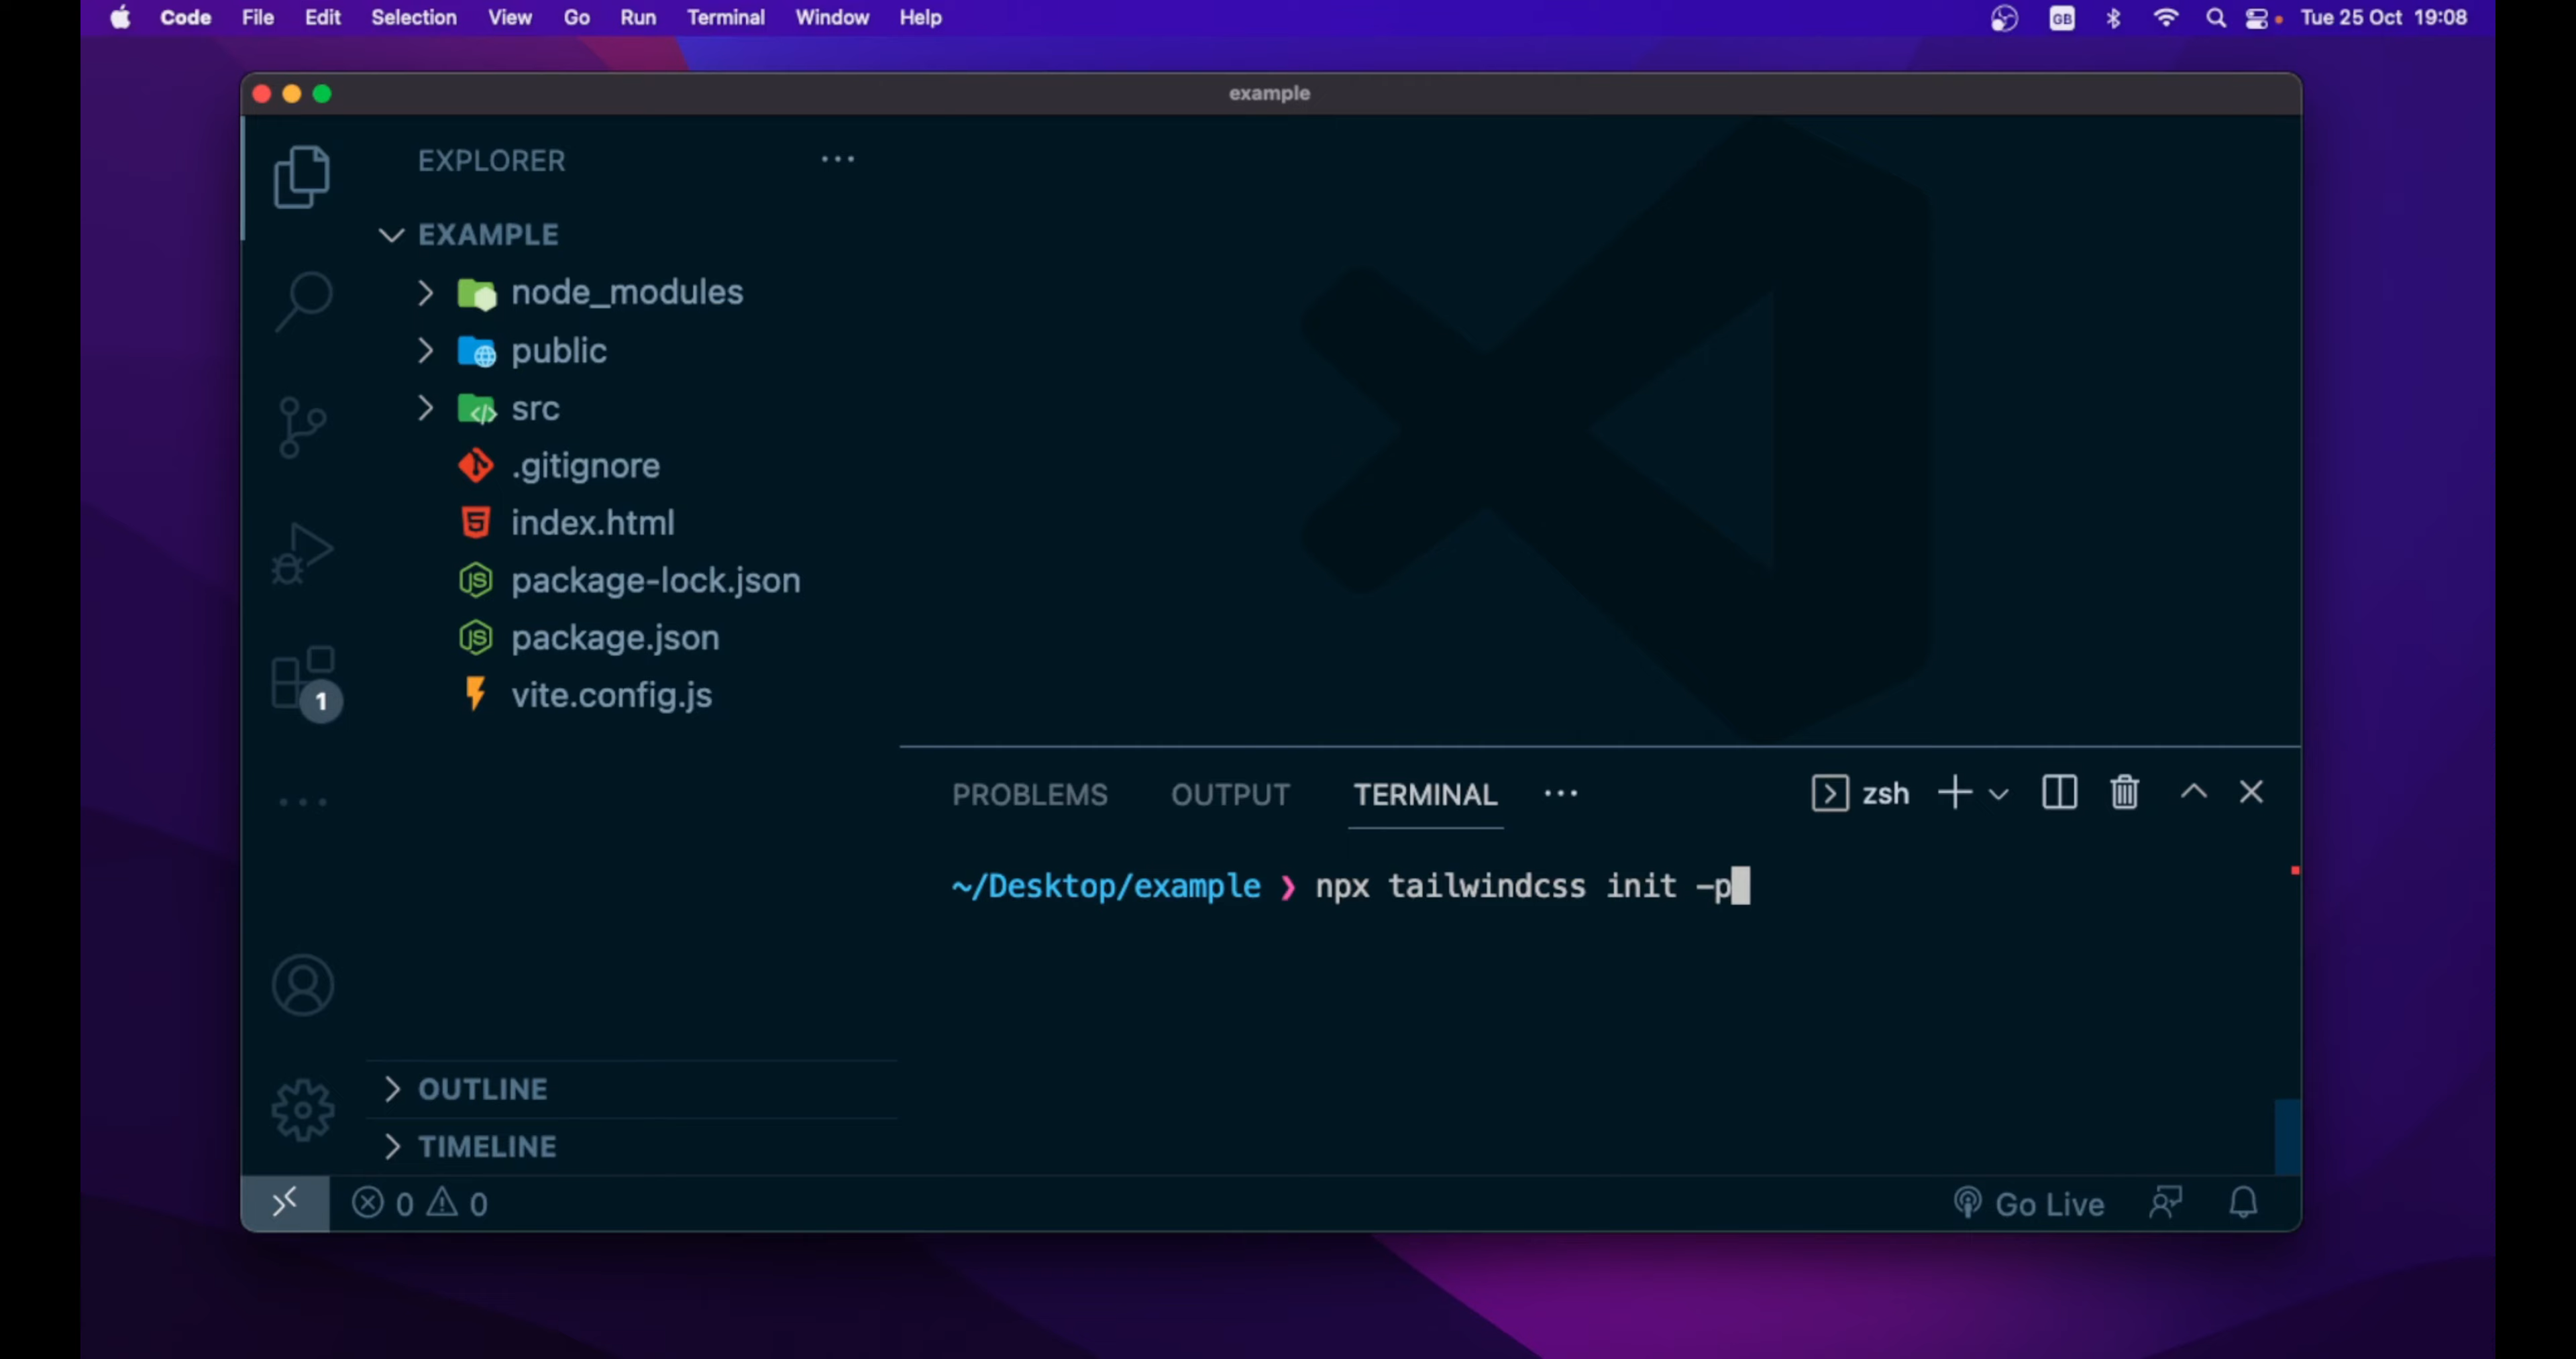 Code File Edit Selection View Go Run Terminal Window Help GB Tue 25 Oct 19:08
example
EXPLORER
EXAMPLE
node_modules
public
src
.gitignore
index.html
package-lock.json
package.json
vite.config.js
1
PROBLEMS OUTPUT TERMINAL zsh
~/Desktop/example ❯ npx tailwindcss init -p
OUTLINE
TIMELINE
0 0 Go Live